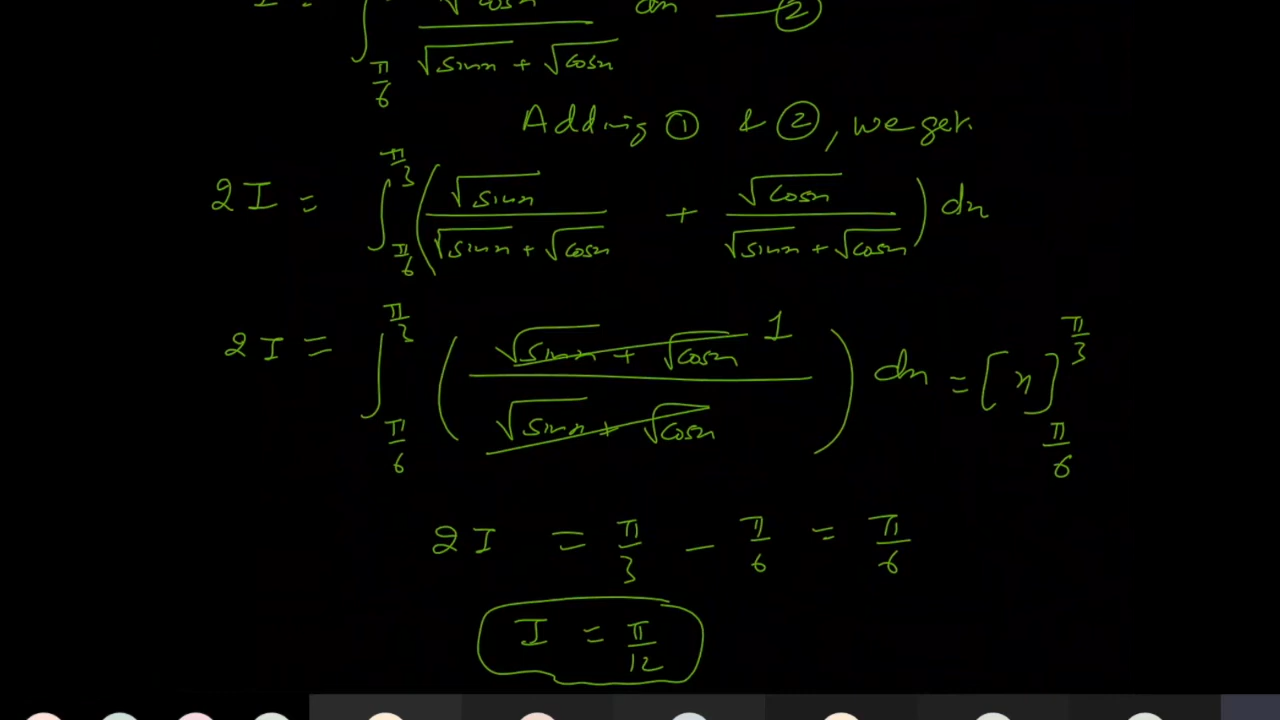 I = ∫_{π/6} √cosx / (√sinx + √cosx) dx — ②
Adding ① & ②, we get.
2I = ∫_{π/6}^{π/3} ( √sinx / (√sinx + √cosx) + √cosx / (√sinx + √cosx) ) dx
2I = ∫_{π/6}^{π/3} ( (√sinx + √cosx) / (√sinx + √cosx) ) 1 dx = [x]_{π/6}^{π/3}
2I = π/3 − π/6 = π/6
I = π/12